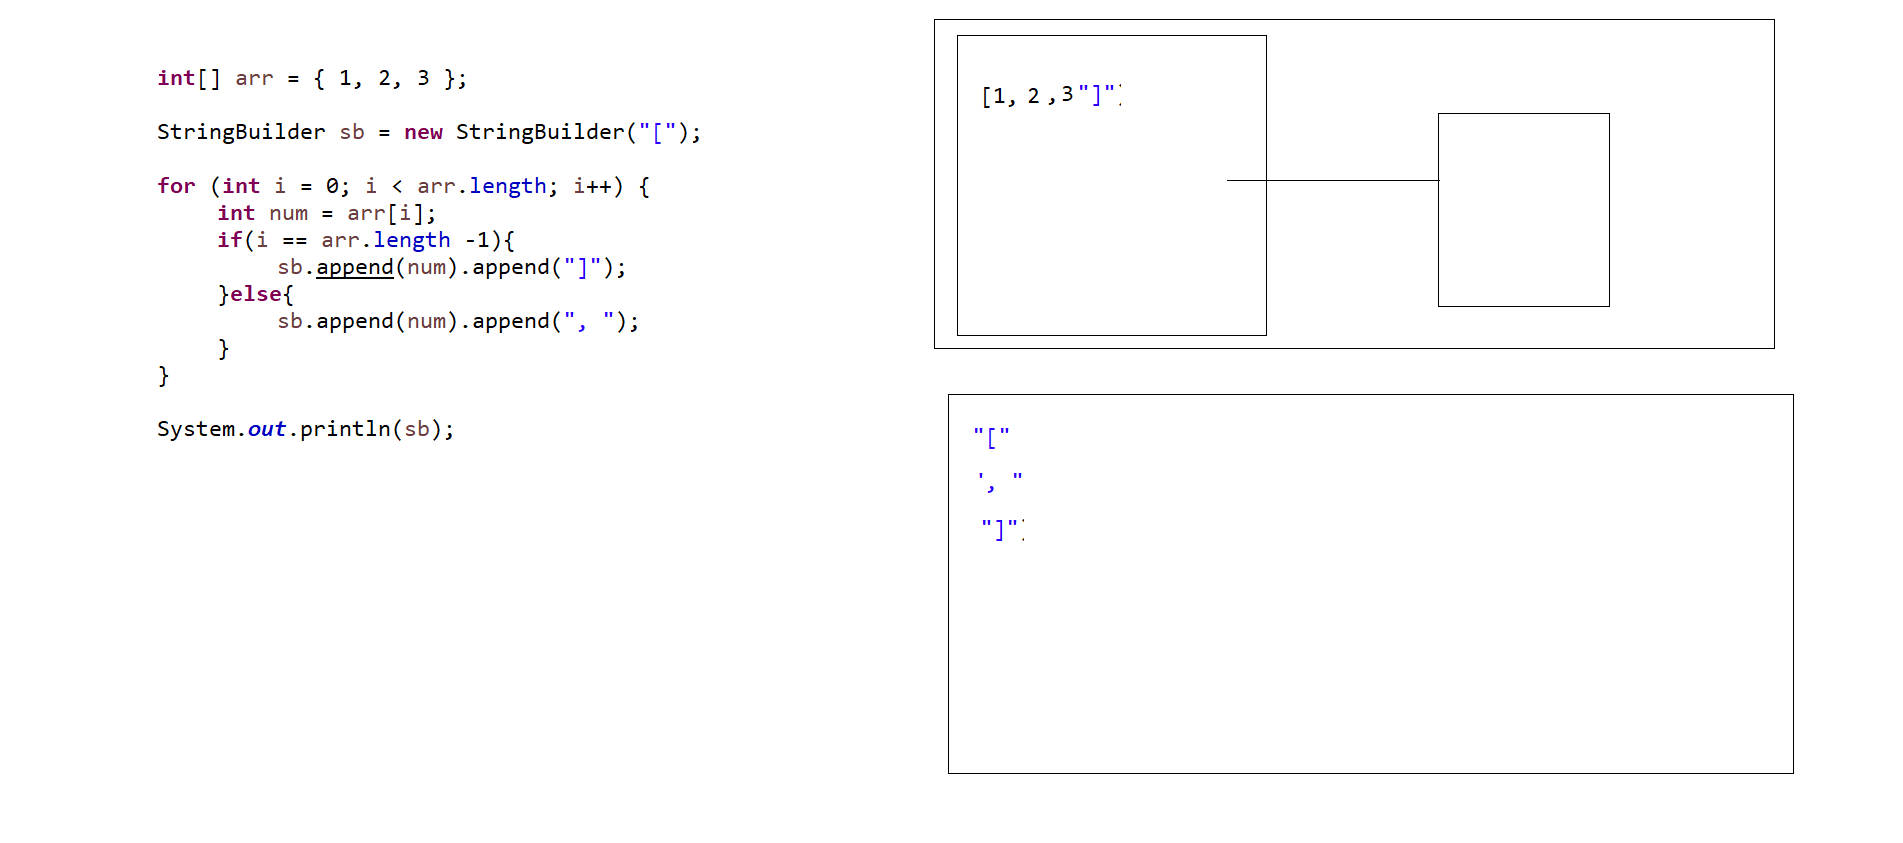 int[] arr = { 1, 2, 3 };
StringBuilder sb = new StringBuilder("[");
for (int i = 0; i < arr.length; i++) {
int num = arr[i];
if(i == arr.length -1){
sb.append(num).append("]");
}else{
sb.append(num).append(", ");
}
}
System.out.println(sb);
[1, 2 ,3"]")
"["
', "
"]")